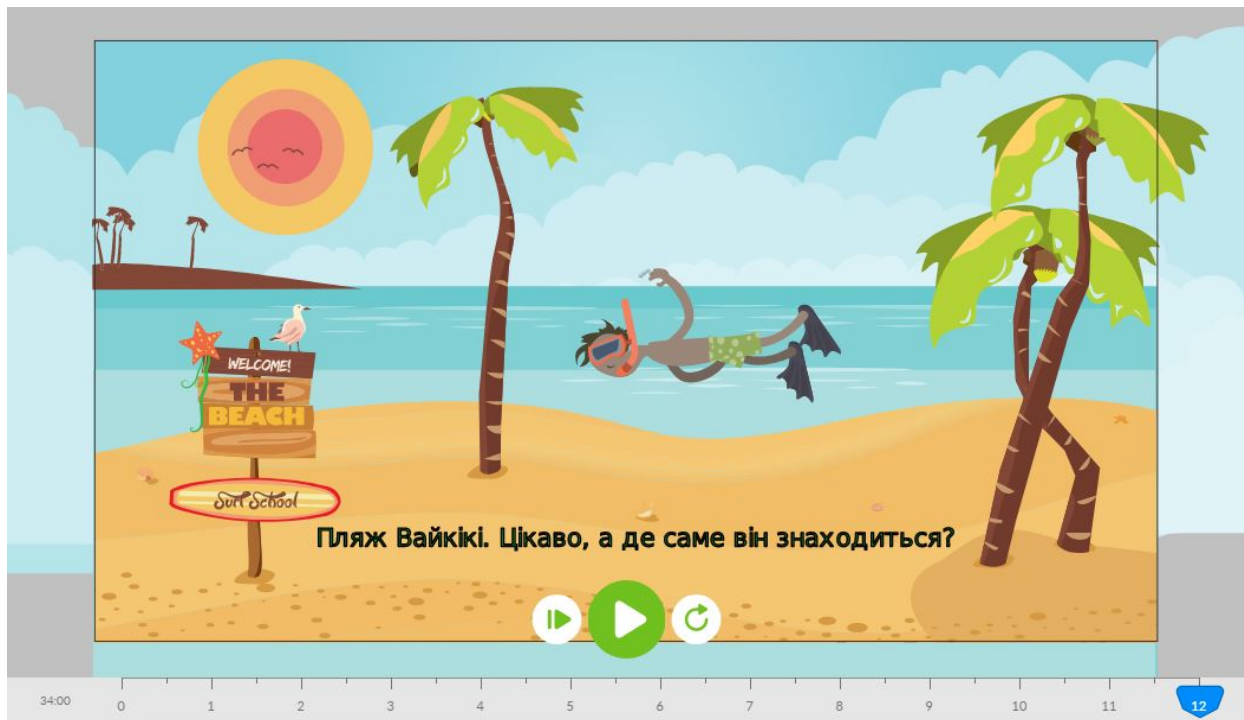 WELCOME!
THE
BEACH
Surf School
Пляж Вайкікі. Цікаво, а де саме він знаходиться?
34:00
0 1 2 3 4 5 6 7 8 9 10 11 12